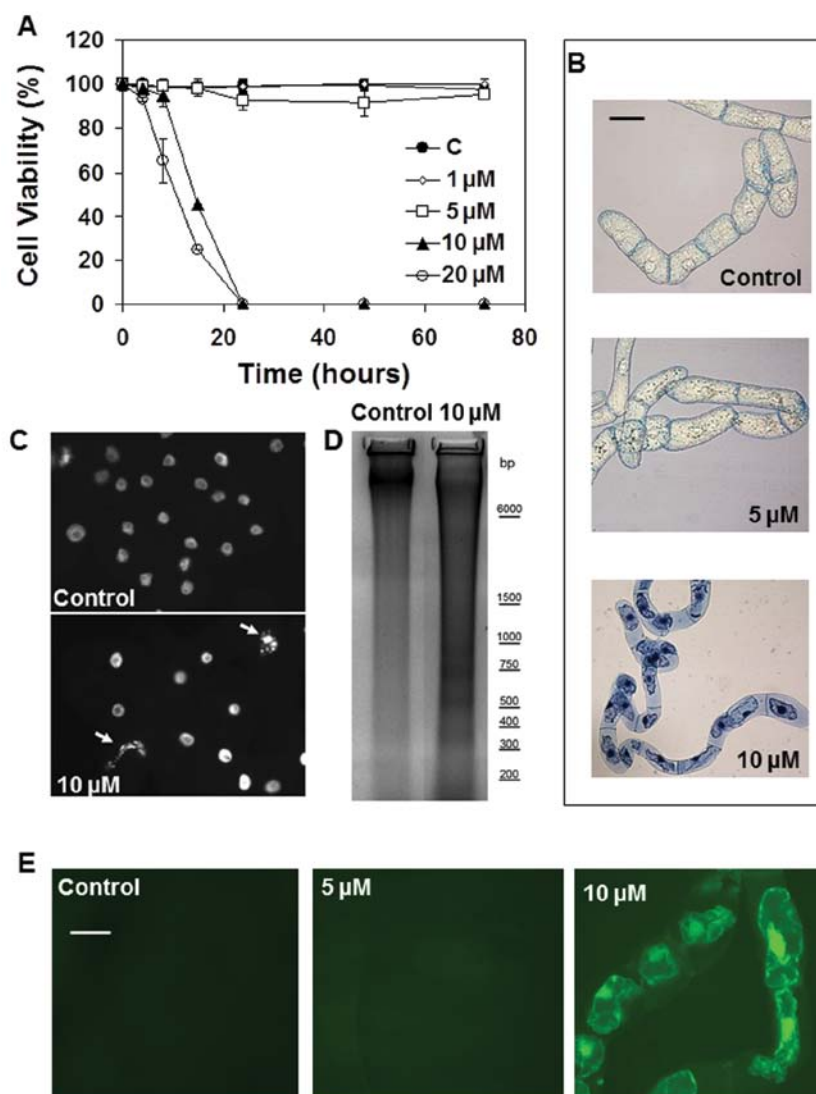 A
Cell Viability (%)
120
100
80
60
40
20
0
0 20 40 60 80
Time (hours)
C
1 µM
5 µM
10 µM
20 µM
B
Control
5 µM
10 µM
C
Control
10 µM
D
Control 10 µM
bp
6000
1500
1000
750
500
400
300
200
E
Control
5 µM
10 µM